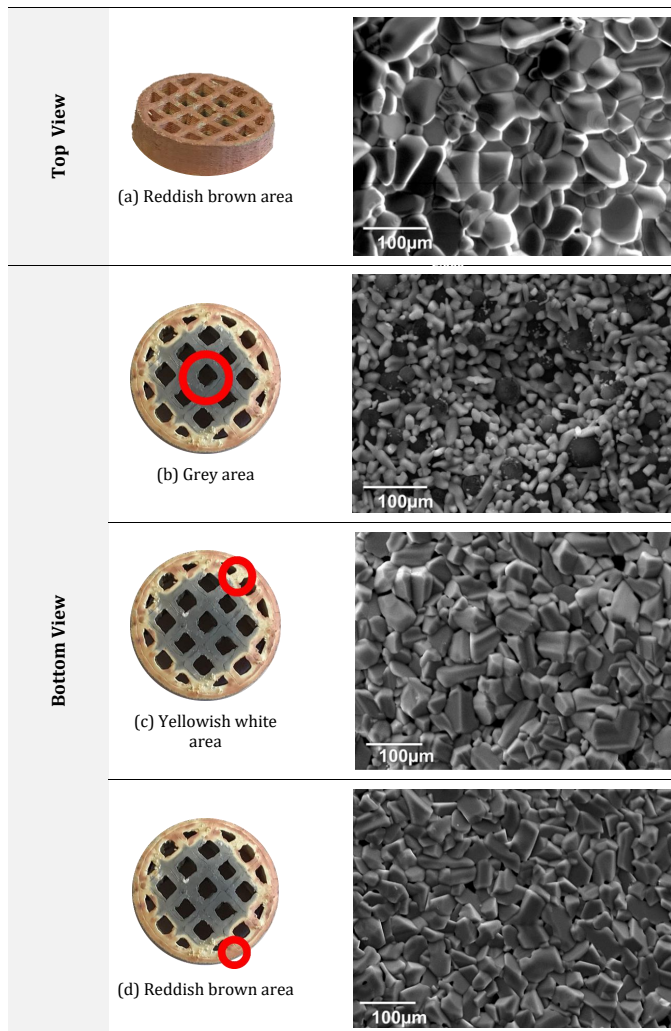 Top View
(a) Reddish brown area
100μm
Bottom View
(b) Grey area
100μm
(c) Yellowish white
area
100μm
(d) Reddish brown area
100μm